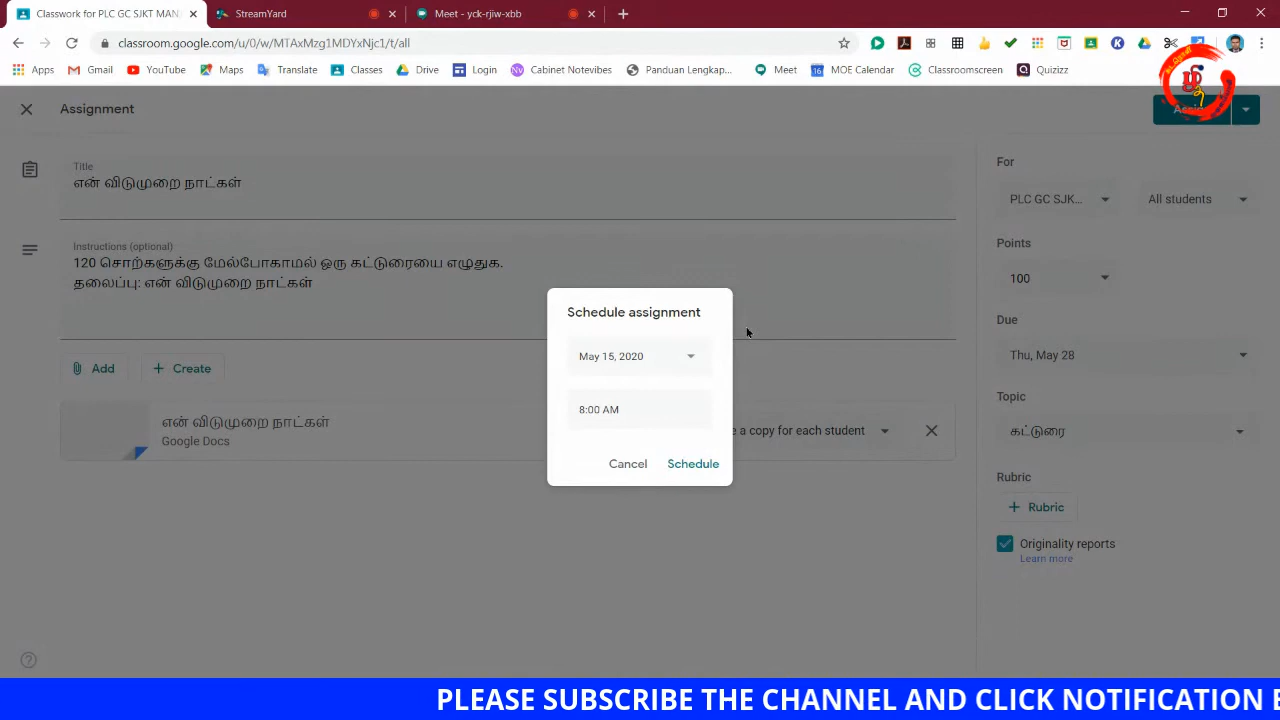 Classwork for PLC GC SJKT MAN
StreamYard
Meet - yck-rjiw-xbb
classroom.google.com/u/0/w/MTAxMzg1MDYxNjc1/t/all
Apps
Gmail
YouTube
Maps
Translate
Classes
Drive
Login
Cabinet Notevibes
Panduan Lengkap...
Meet
MOE Calendar
Classroomscreen
Quizizz
Assignment
Title
என் விடுமுறை நாட்கள்
Instructions (optional)
120 சொற்களுக்கு மேல்போகாமல் ஒரு கட்டுரையை எழுதுக.
தலைப்பு: என் விடுமுறை நாட்கள்
Add
Create
என் விடுமுறை நாட்கள்
Google Docs
e a copy for each student
Schedule assignment
May 15, 2020
8:00 AM
Cancel
Schedule
For
PLC GC SJK...
All students
Points
100
Due
Thu, May 28
Topic
கட்டுரை
Rubric
Rubric
Originality reports
Learn more
PLEASE SUBSCRIBE THE CHANNEL AND CLICK NOTIFICATION